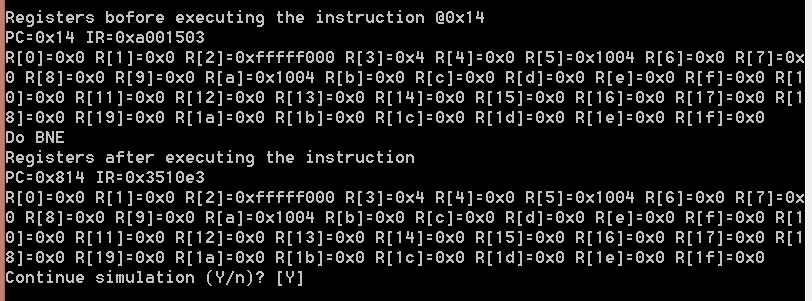 Registers bofore executing the instruction @0x14
PC=0x14 IR=0xa001503
R[0]=0x0 R[1]=0x0 R[2]=0xfffff000 R[3]=0x4 R[4]=0x0 R[5]=0x1004 R[6]=0x0 R[7]=0x
0 R[8]=0x0 R[9]=0x0 R[a]=0x1004 R[b]=0x0 R[c]=0x0 R[d]=0x0 R[e]=0x0 R[f]=0x0 R[1
0]=0x0 R[11]=0x0 R[12]=0x0 R[13]=0x0 R[14]=0x0 R[15]=0x0 R[16]=0x0 R[17]=0x0 R[1
8]=0x0 R[19]=0x0 R[1a]=0x0 R[1b]=0x0 R[1c]=0x0 R[1d]=0x0 R[1e]=0x0 R[1f]=0x0
Do BNE
Registers after executing the instruction
PC=0x814 IR=0x3510e3
R[0]=0x0 R[1]=0x0 R[2]=0xfffff000 R[3]=0x4 R[4]=0x0 R[5]=0x1004 R[6]=0x0 R[7]=0x
0 R[8]=0x0 R[9]=0x0 R[a]=0x1004 R[b]=0x0 R[c]=0x0 R[d]=0x0 R[e]=0x0 R[f]=0x0 R[1
0]=0x0 R[11]=0x0 R[12]=0x0 R[13]=0x0 R[14]=0x0 R[15]=0x0 R[16]=0x0 R[17]=0x0 R[1
8]=0x0 R[19]=0x0 R[1a]=0x0 R[1b]=0x0 R[1c]=0x0 R[1d]=0x0 R[1e]=0x0 R[1f]=0x0
Continue simulation (Y/n)? [Y]